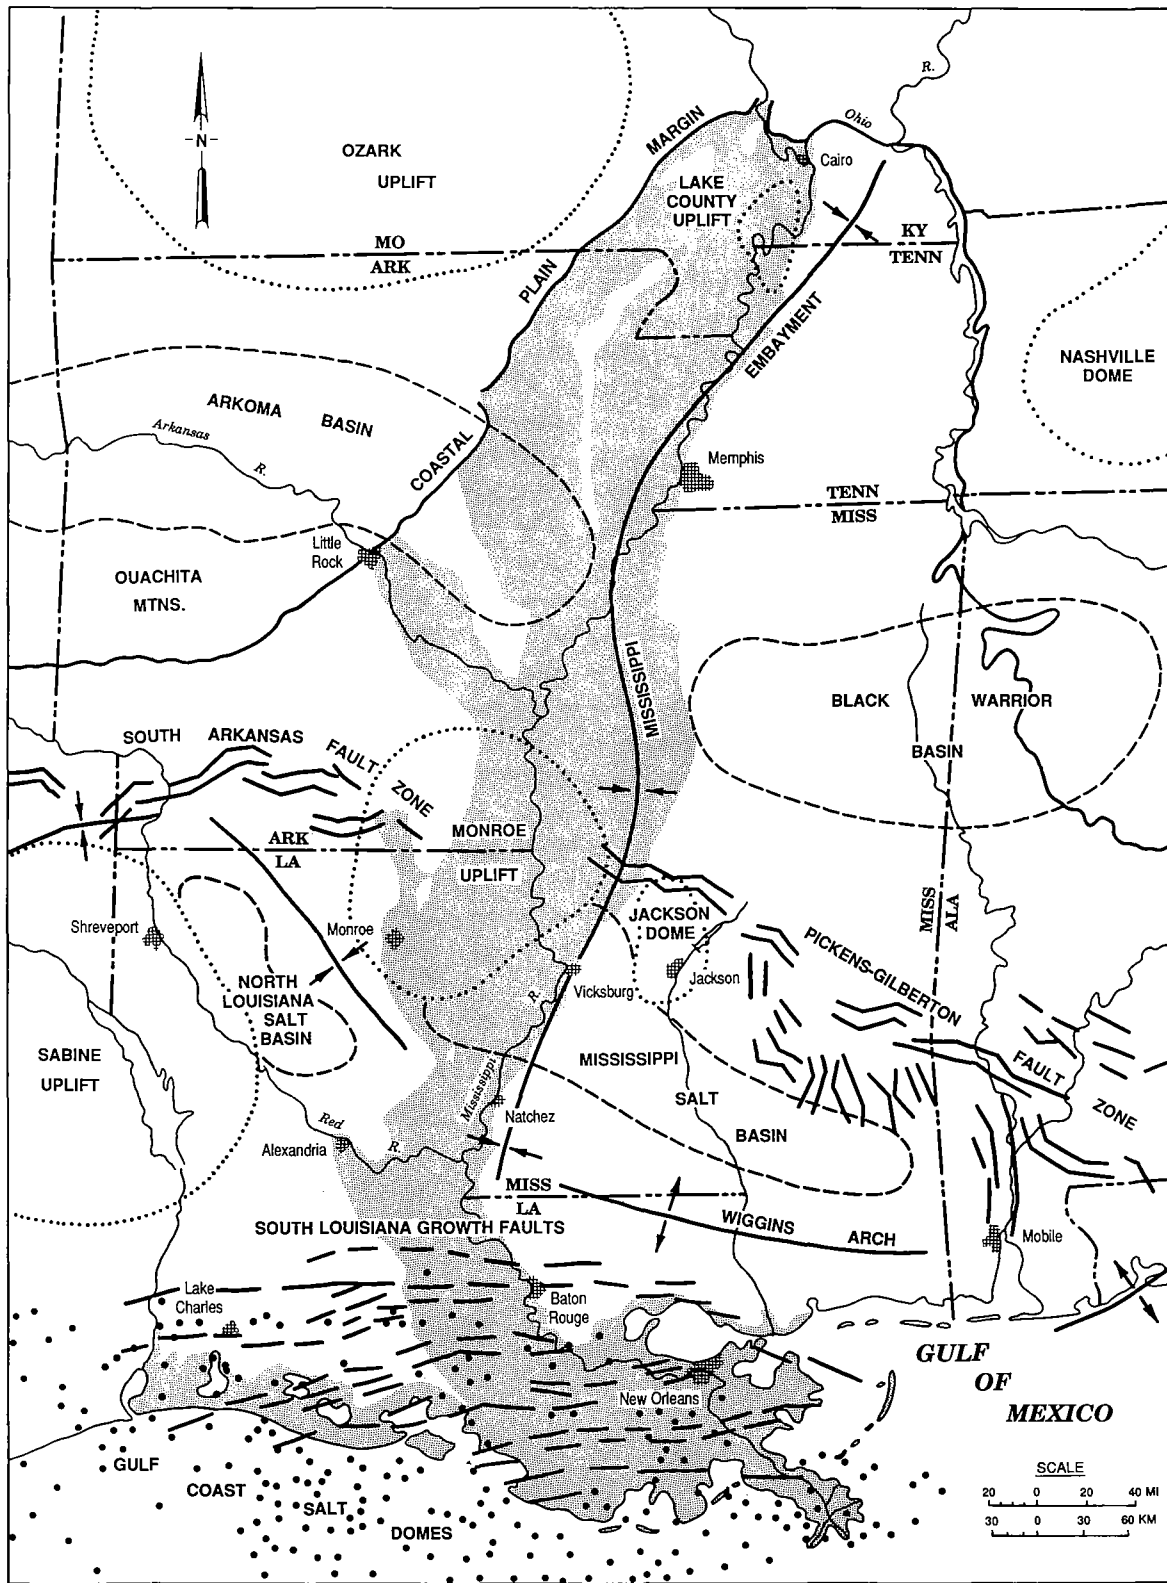 R.
Ohio
N
OZARK
UPLIFT
MARGIN
Cairo
LAKE
COUNTY
UPLIFT
MO
ARK
KY
TENN
PLAIN
EMBAYMENT
NASHVILLE
DOME
ARKOMA BASIN
Arkansas
R.
COASTAL
Memphis
TENN
MISS
Little
Rock
OUACHITA
MTNS.
MISSISSIPPI
BLACK WARRIOR
BASIN
SOUTH ARKANSAS
FAULT
ZONE
MONROE
UPLIFT
ARK
LA
MISS
ALA
JACKSON
DOME
Shreveport
Monroe
PICKENS-GILBERTON
FAULT
ZONE
NORTH
LOUISIANA
SALT
BASIN
Vicksburg
Jackson
R.
Mississippi
SABINE
UPLIFT
MISSISSIPPI
SALT
BASIN
Natchez
Red
R.
Alexandria
MISS
LA
WIGGINS
ARCH
SOUTH LOUISIANA GROWTH FAULTS
Mobile
Lake
Charles
Baton
Rouge
New Orleans
GULF
OF
MEXICO
GULF
COAST
SALT
DOMES
SCALE
20 0 20 40 MI
30 0 30 60 KM